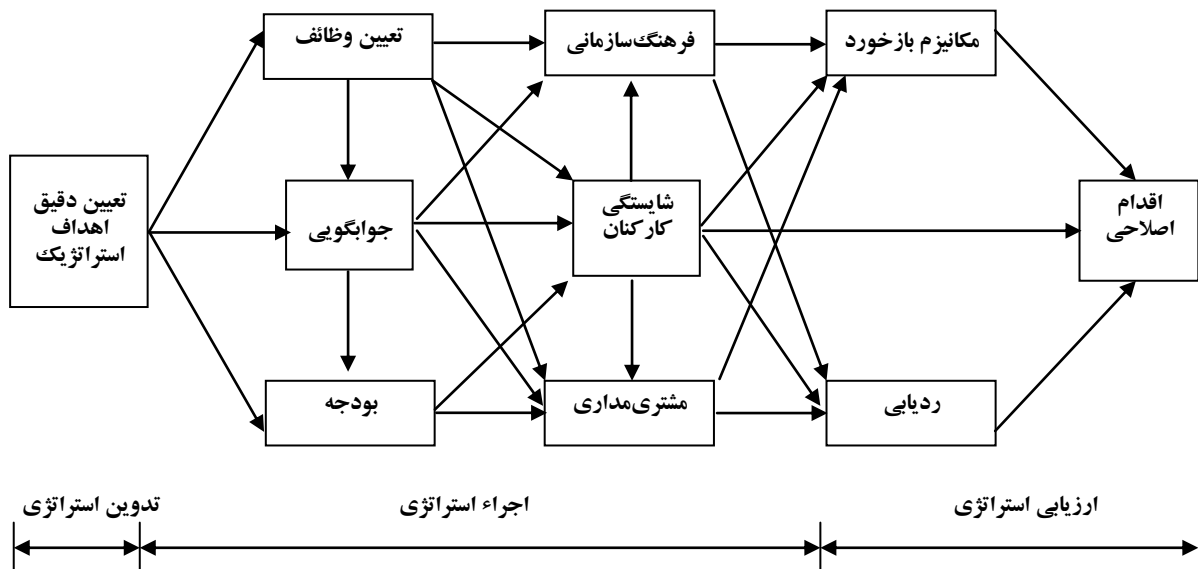 تعیین وظائف
فرهنگ‌سازمانی
مکانیزم بازخورد
تعیین دقیق
اهداف
استراتژیک
جوابگویی
شایستگی
کارکنان
اقدام
اصلاحی
بودجه
مشتری‌مداری
ردیابی
تدوین استراتژی
اجراء استراتژی
ارزیابی استراتژی